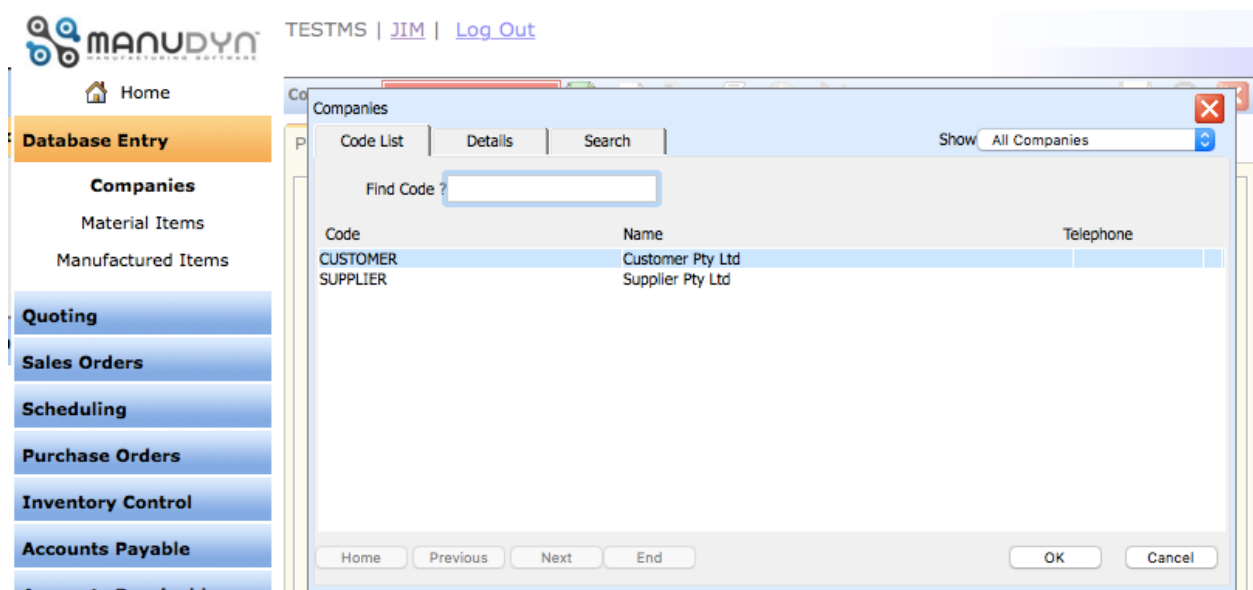 MANUDYN
MANUFACTURING SOFTWARE
TESTMS | JIM | Log Out
Home
Database Entry
Companies
Material Items
Manufactured Items
Quoting
Sales Orders
Scheduling
Purchase Orders
Inventory Control
Accounts Payable
Co
P
Companies
Code List Details Search
Show All Companies
Find Code ?
Code Name Telephone
CUSTOMER Customer Pty Ltd
SUPPLIER Supplier Pty Ltd
Home Previous Next End
OK Cancel